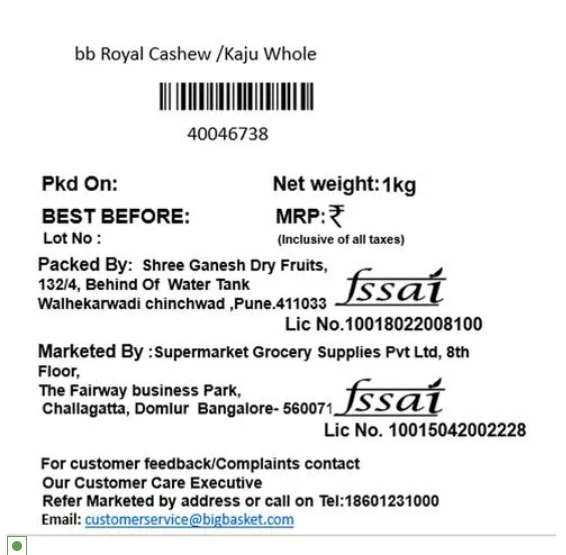 bb Royal Cashew /Kaju Whole
40046738
Pkd On: Net weight:1kg
BEST BEFORE: MRP:₹
Lot No : (Inclusive of all taxes)
Packed By: Shree Ganesh Dry Fruits,
132/4, Behind Of Water Tank
Walhekarwadi chinchwad ,Pune.411033 fssai
Lic No.10018022008100
Marketed By :Supermarket Grocery Supplies Pvt Ltd, 8th
Floor,
The Fairway business Park,
Challagatta, Domlur Bangalore- 560071 fssai
Lic No. 10015042002228
For customer feedback/Complaints contact
Our Customer Care Executive
Refer Marketed by address or call on Tel:18601231000
Email: customerservice@bigbasket.com